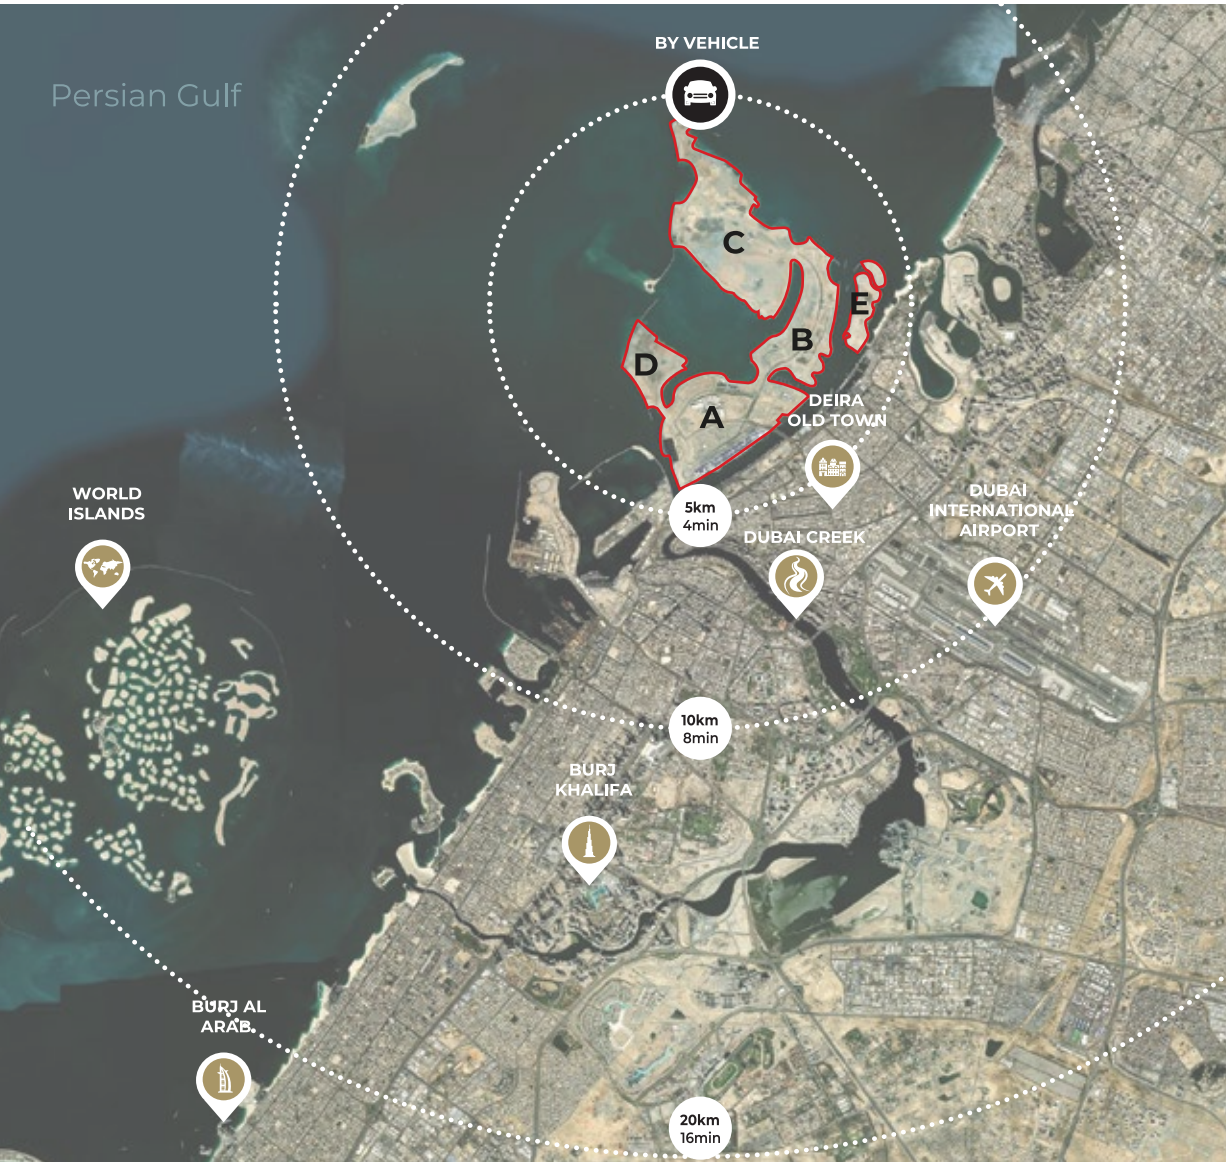 BY VEHICLE
Persian Gulf
C
E
B
D
A
DEIRA
OLD TOWN
WORLD
ISLANDS
5km
4min
DUBAI
INTERNATIONAL
AIRPORT
DUBAI CREEK
10km
8min
BURJ
KHALIFA
BURJ AL
ARAB
20km
16min